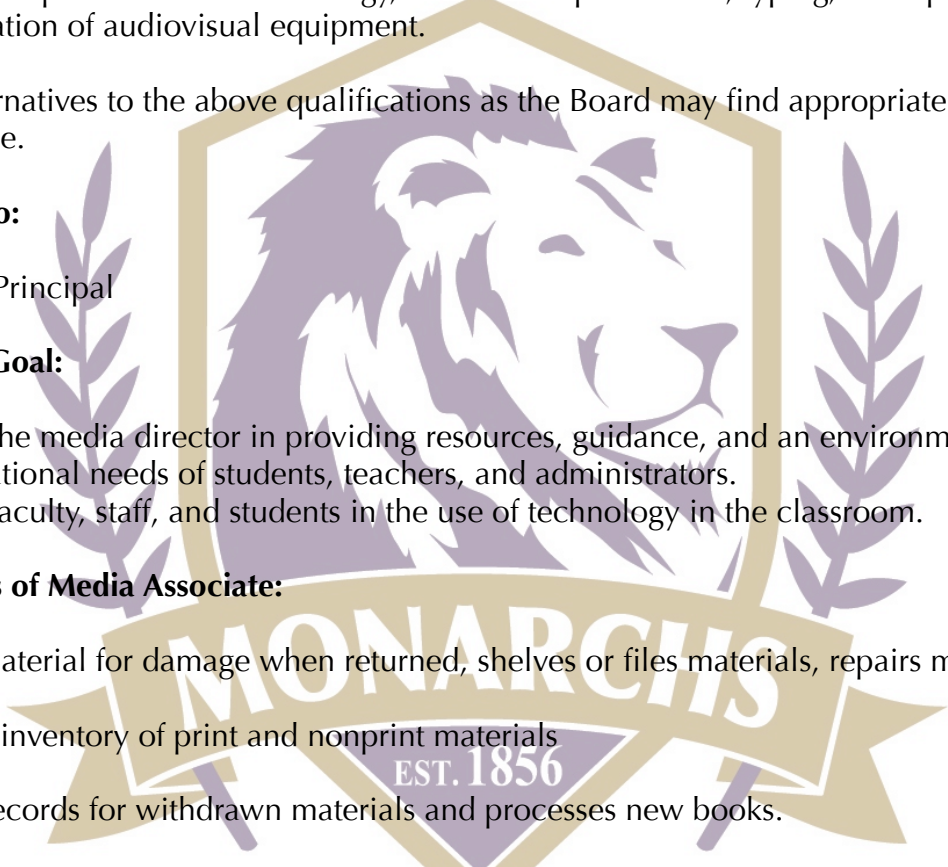 ation of audiovisual equipment.
rnatives to the above qualifications as the Board may find appropriate
e.
o:
Principal
Goal:
he media director in providing resources, guidance, and an environm
tional needs of students, teachers, and administrators.
aculty, staff, and students in the use of technology in the classroom.
s of Media Associate:
aterial for damage when returned, shelves or files materials, repairs m
inventory of print and nonprint materials
ecords for withdrawn materials and processes new books.
MONARCHS
EST. 1856